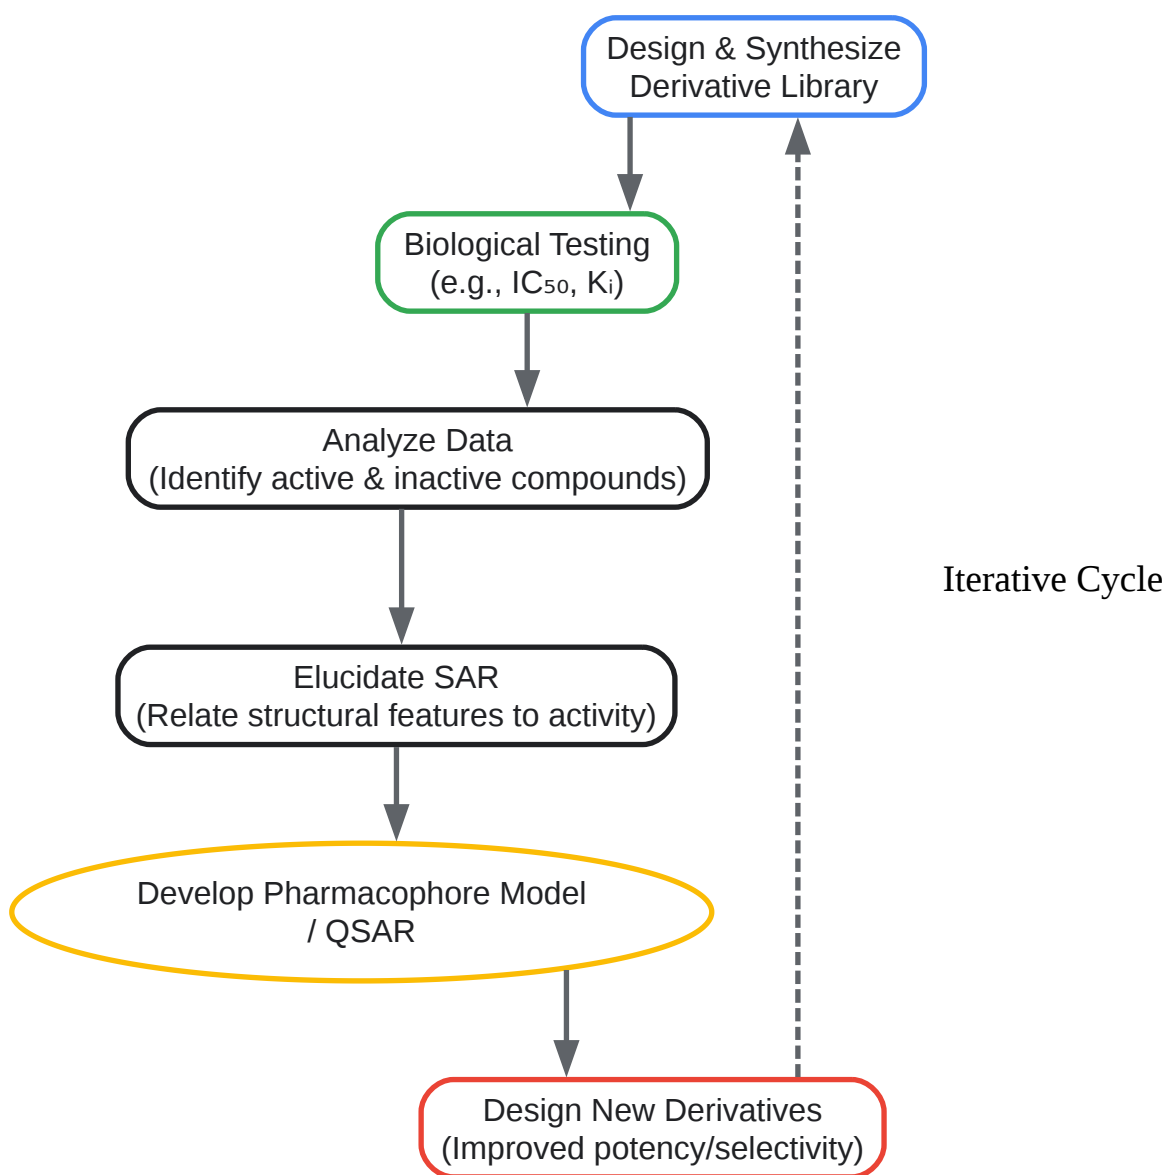 Design & Synthesize
Derivative Library
Biological Testing
(e.g., IC₅₀, Kᵢ)
Analyze Data
(Identify active & inactive compounds)
Iterative Cycle
Elucidate SAR
(Relate structural features to activity)
Develop Pharmacophore Model
/ QSAR
Design New Derivatives
(Improved potency/selectivity)